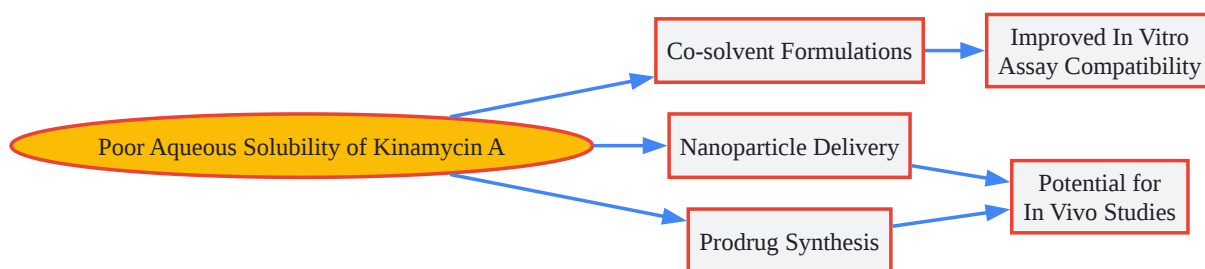 Co-solvent Formulations
Improved In Vitro
Assay Compatibility
Poor Aqueous Solubility of Kinamycin A
Nanoparticle Delivery
Potential for
In Vivo Studies
Prodrug Synthesis